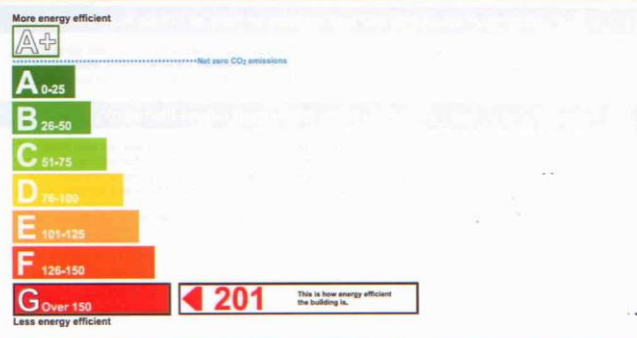 More energy efficient
A+
Net zero CO₂ emissions
A 0-25
B 26-50
C 51-75
D 76-100
E 101-125
F 126-150
G Over 150
201
This is how energy efficient
the building is.
Less energy efficient